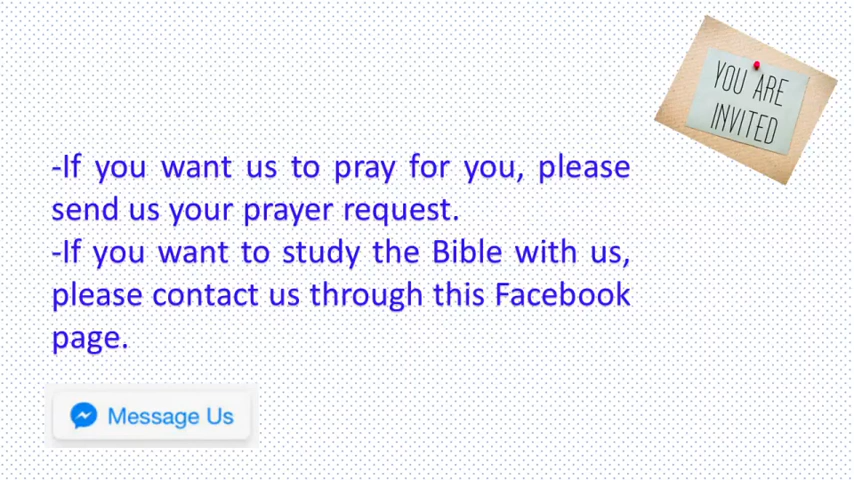 YOU ARE
INVITED
-If you want us to pray for you, please
send us your prayer request.
-If you want to study the Bible with us,
please contact us through this Facebook
page.
Message Us